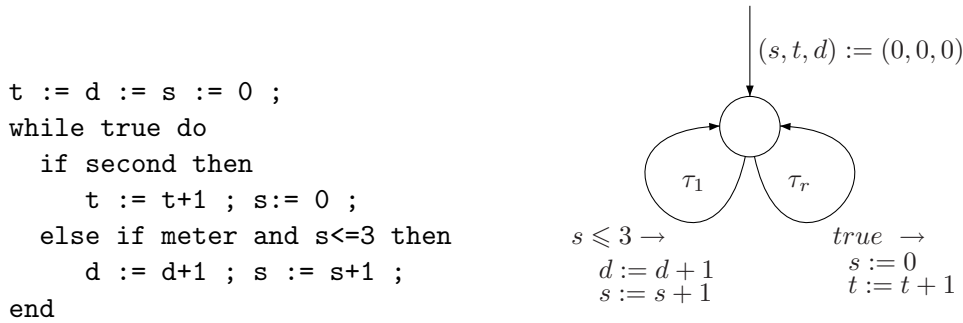 t := d := s := 0 ;
while true do
if second then
t := t+1 ; s:= 0 ;
else if meter and s<=3 then
d := d+1 ; s := s+1 ;
end
(s, t, d) := (0, 0, 0)
τ1
τr
s ⩽ 3 →
d := d + 1
s := s + 1
true →
s := 0
t := t + 1